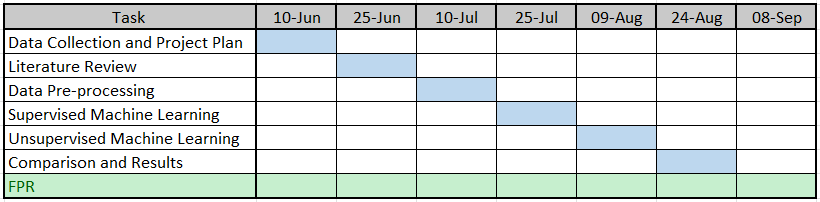 Task 10-Jun 25-Jun 10-Jul 25-Jul 09-Aug 24-Aug 08-Sep
Data Collection and Project Plan
Literature Review
Data Pre-processing
Supervised Machine Learning
Unsupervised Machine Learning
Comparison and Results
FPR